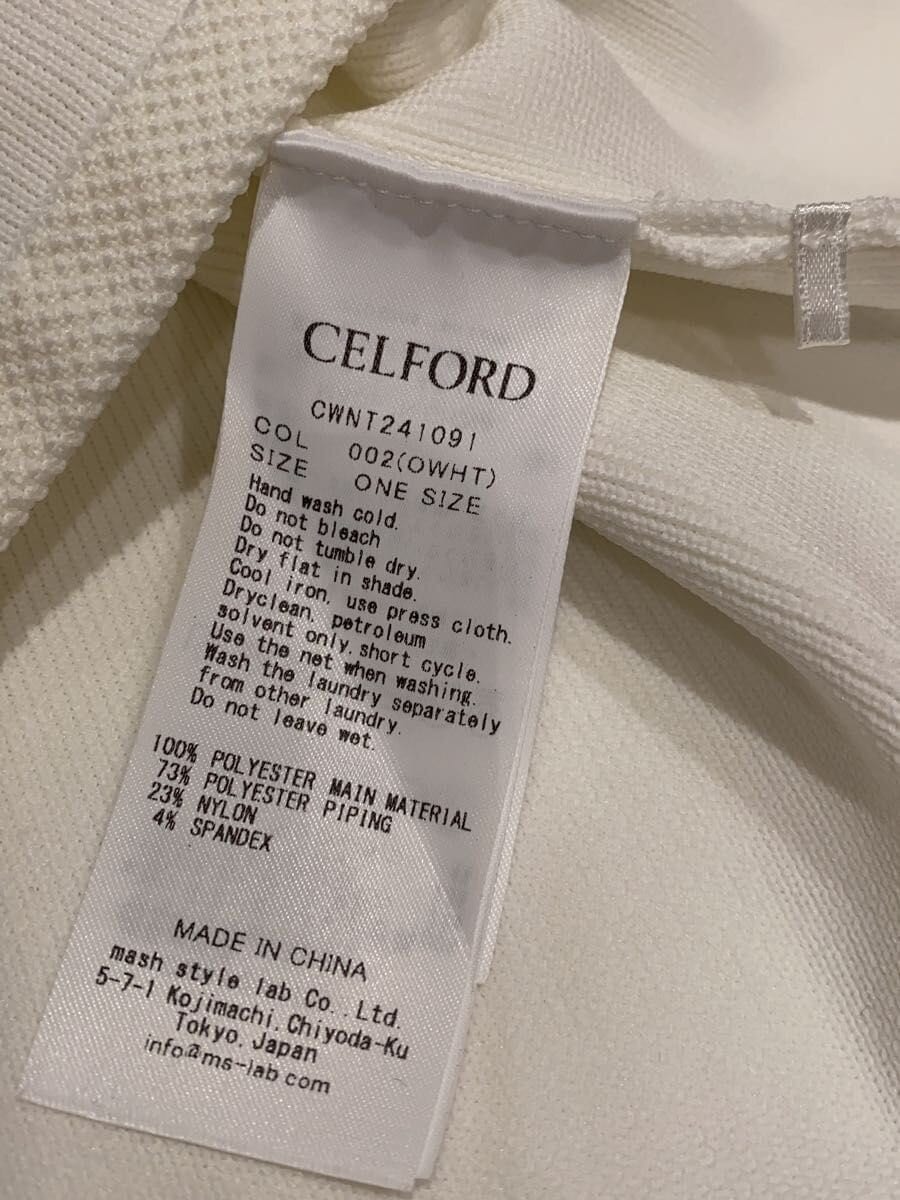 CELFORD
CWNT241091
COL 002(OWHT)
SIZE ONE SIZE
Hand wash cold.
Do not bleach
Do not tumble dry.
Dry flat in shade.
Cool iron, use press cloth.
Dryclean, petroleum
solvent only. short cycle.
Use the net when washing.
Wash the laundry separately
from other laundry.
Do not leave wet.
100% POLYESTER MAIN MATERIAL
73% POLYESTER PIPING
23% NYLON
4% SPANDEX
MADE IN CHINA
mash style lab Co., Ltd.
5-7-1 Kojimachi, Chiyoda-Ku
Tokyo, Japan
info@ms-lab.com